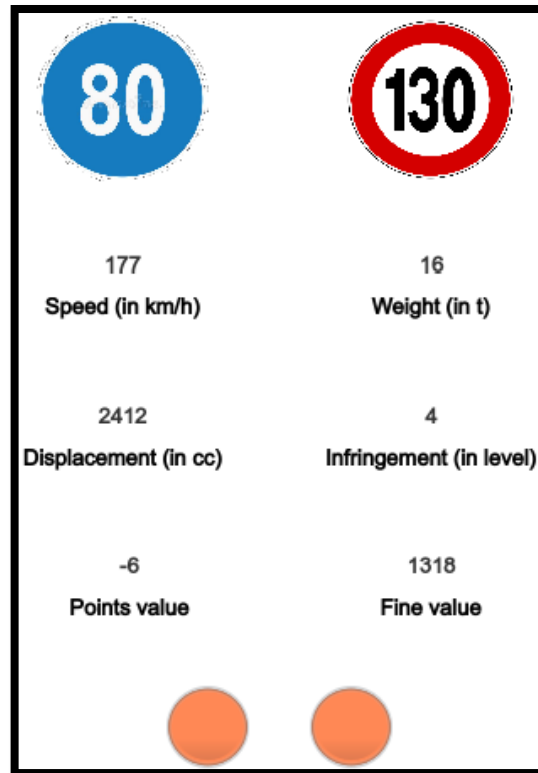 80 130
177 16
Speed (in km/h) Weight (in t)
2412 4
Displacement (in cc) Infringement (in level)
-6 1318
Points value Fine value